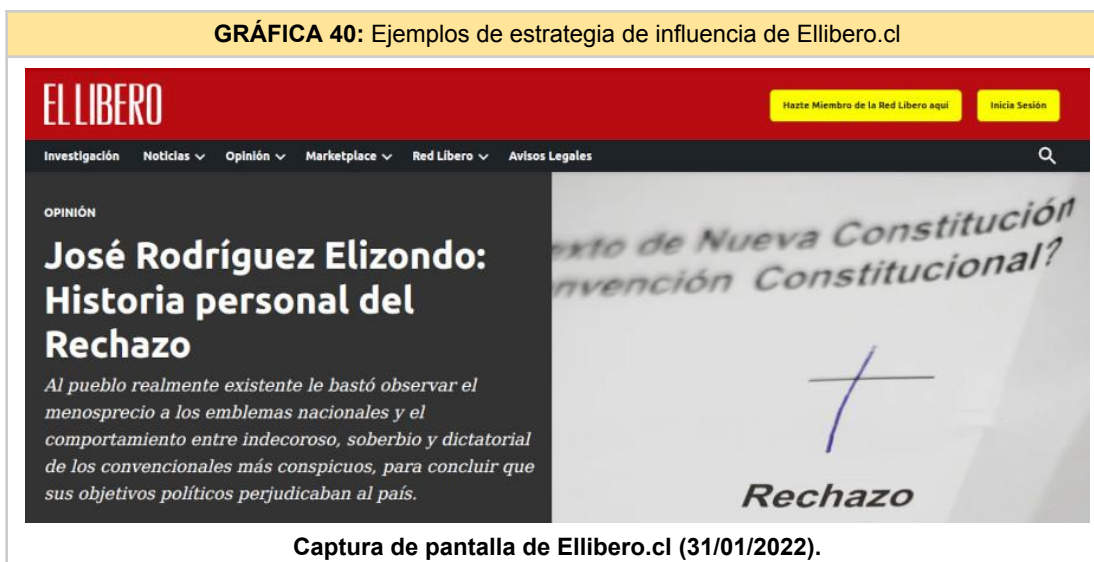 GRÁFICA 40: Ejemplos de estrategia de influencia de Ellibero.cl
EL LIBERO
Hazte Miembro de la Red Líbero aquí
Inicia Sesión
Investigación Noticias Opinión Marketplace Red Líbero Avisos Legales
OPINIÓN
José Rodríguez Elizondo:
Historia personal del
Rechazo
Al pueblo realmente existente le bastó observar el
menosprecio a los emblemas nacionales y el
comportamiento entre indecoroso, soberbio y dictatorial
de los convencionales más conspicuos, para concluir que
sus objetivos políticos perjudicaban al país.
exto de Nueva Constitución
nvención Constitucional?
Rechazo
Captura de pantalla de Ellibero.cl (31/01/2022).